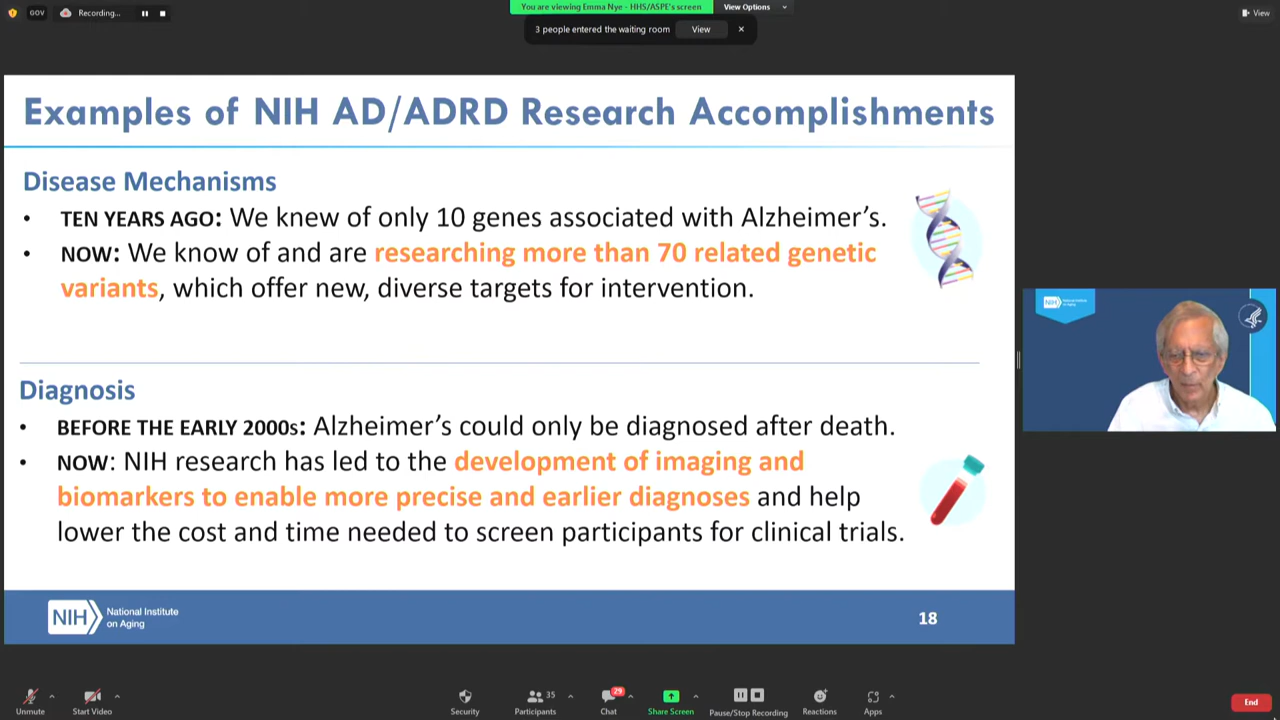 GOV
Recording...
You are viewing Emma Nye - HHS/ASPE's screen
View Options
View
3 people entered the waiting room
View
Examples of NIH AD/ADRD Research Accomplishments
Disease Mechanisms
• TEN YEARS AGO: We knew of only 10 genes associated with Alzheimer's.
• NOW: We know of and are researching more than 70 related genetic
variants, which offer new, diverse targets for intervention.
Diagnosis
• BEFORE THE EARLY 2000s: Alzheimer's could only be diagnosed after death.
• NOW: NIH research has led to the development of imaging and
biomarkers to enable more precise and earlier diagnoses and help
lower the cost and time needed to screen participants for clinical trials.
NIH
National Institute
on Aging
18
NIH
National Institute
on Aging
Unmute
Start Video
Security
Participants
35
Chat
29
Share Screen
Pause/Stop Recording
Reactions
Apps
End